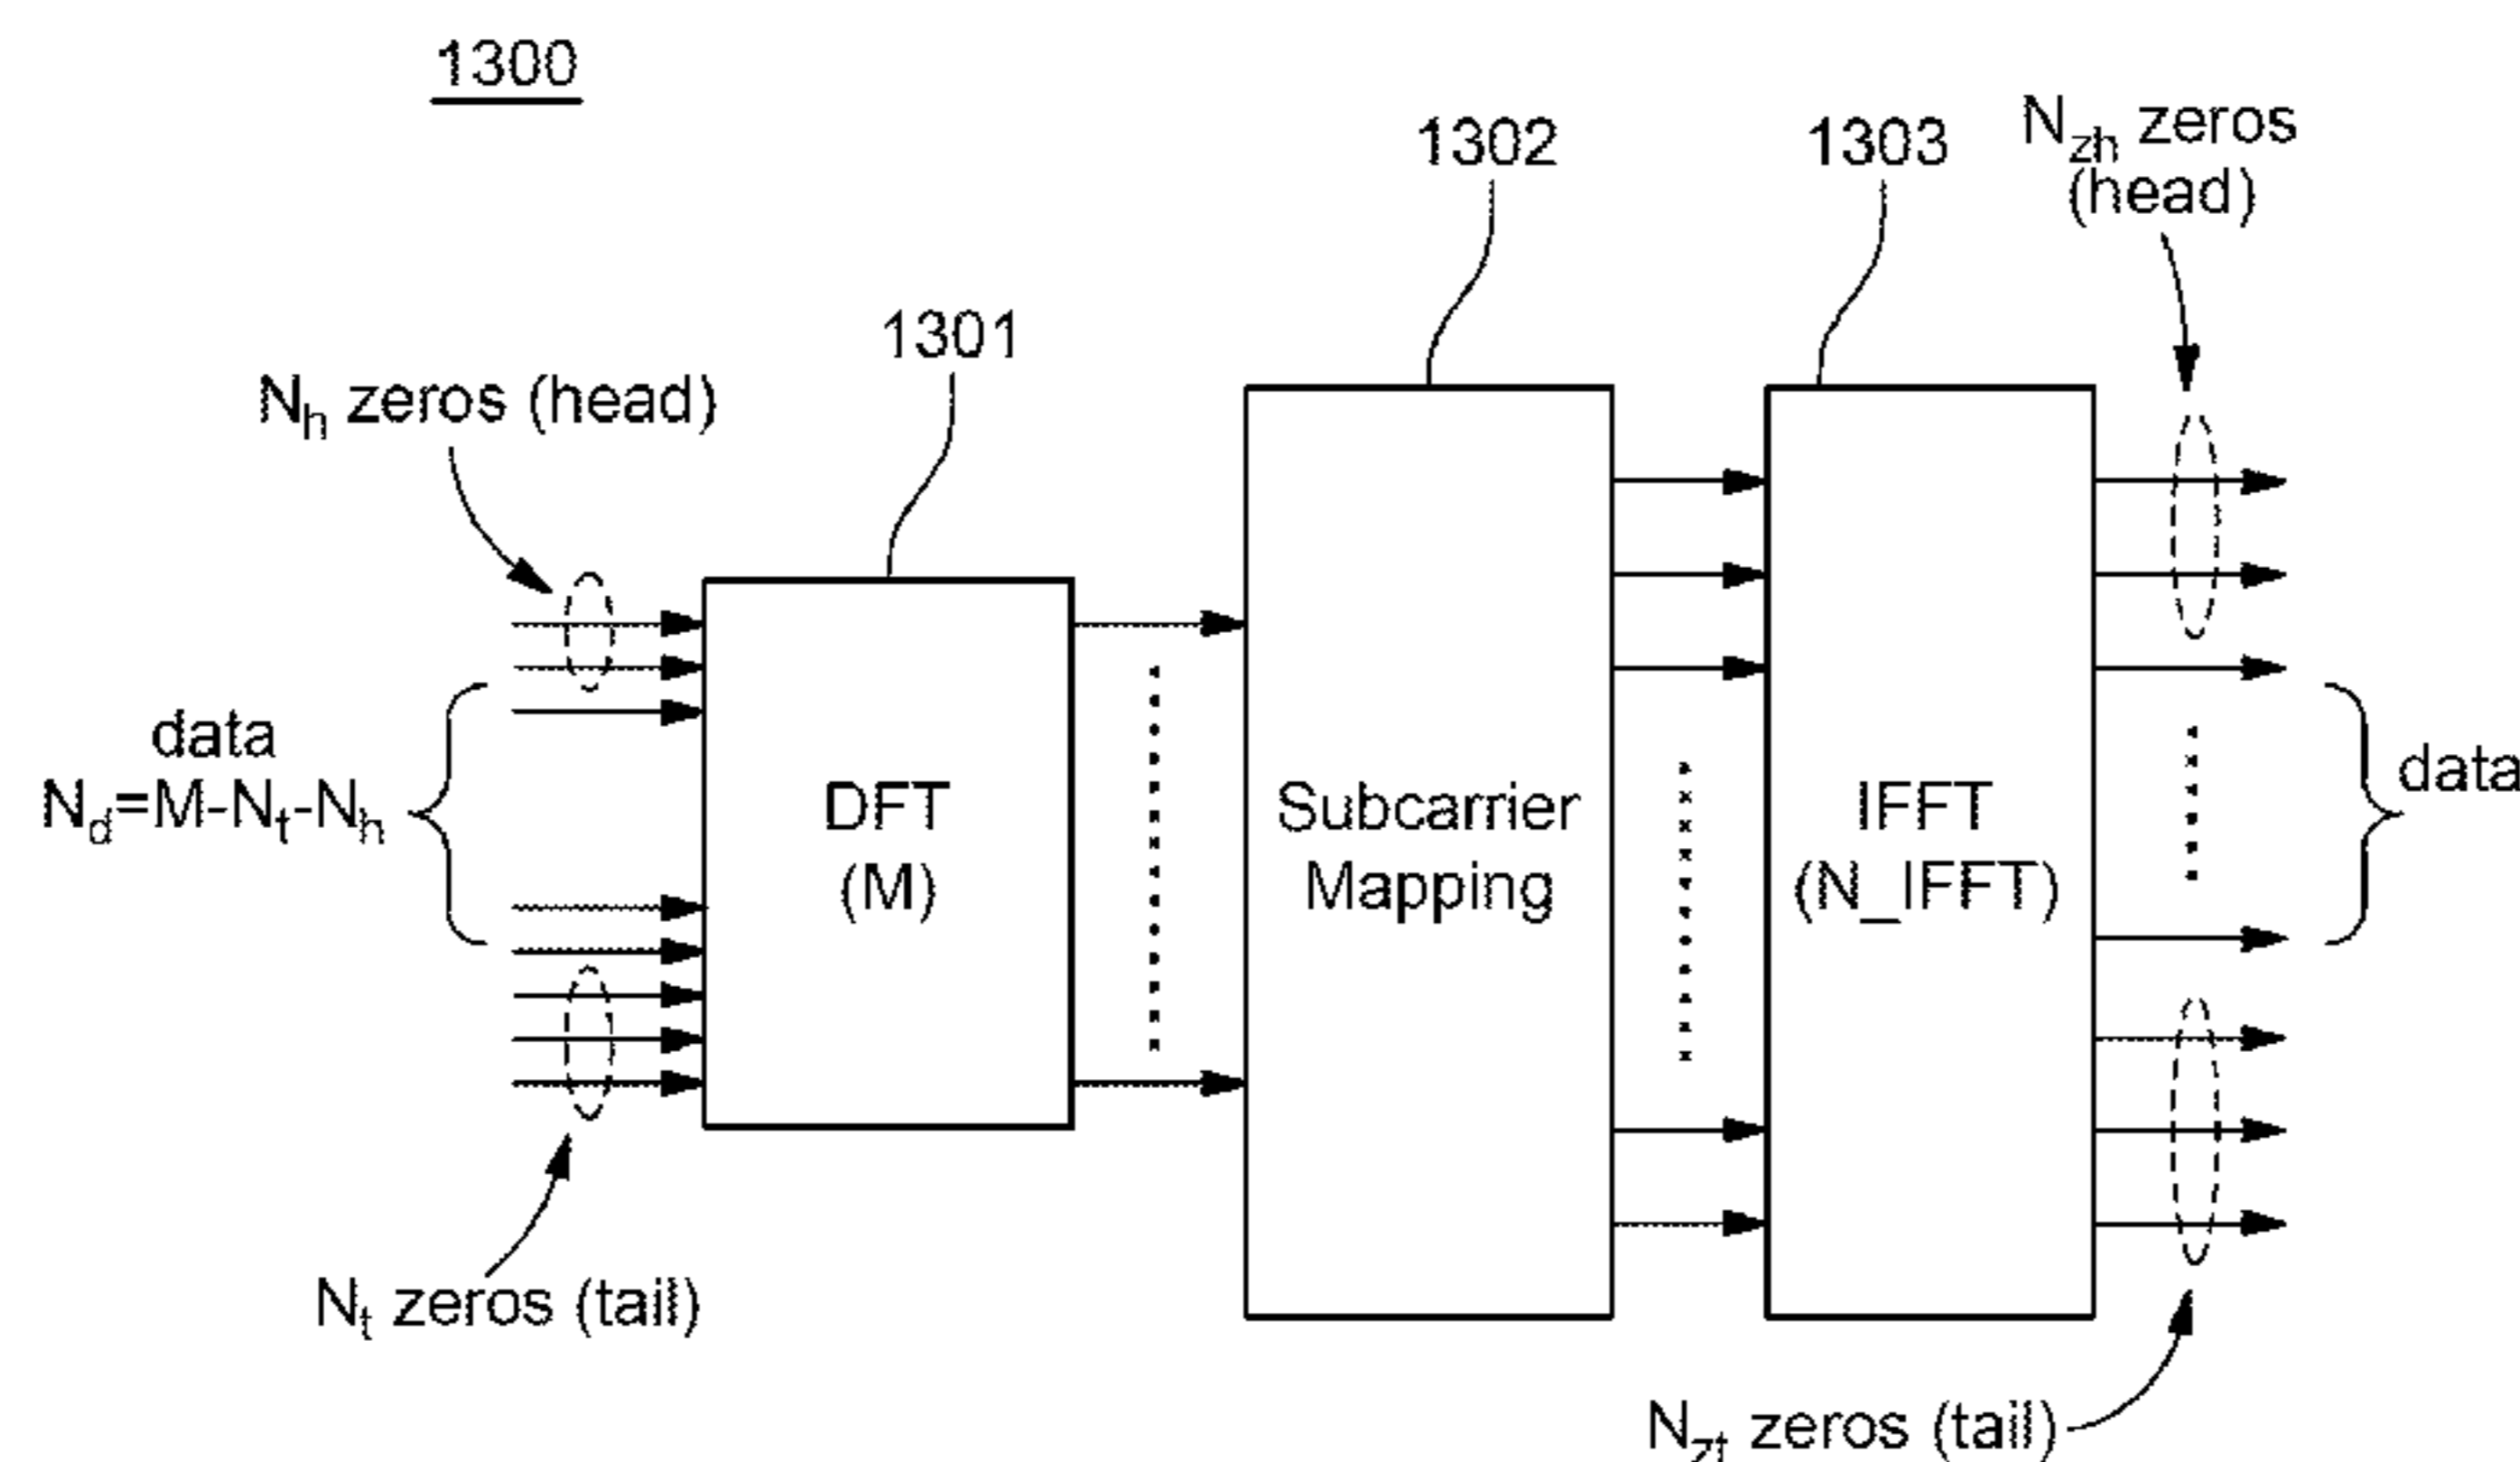 1300
1302
1303
N_zh zeros
(head)
1301
N_h zeros (head)
data
N_d=M-N_t-N_h
DFT
(M)
Subcarrier
Mapping
IFFT
(N_IFFT)
data
N_t zeros (tail)
N_zt zeros (tail)